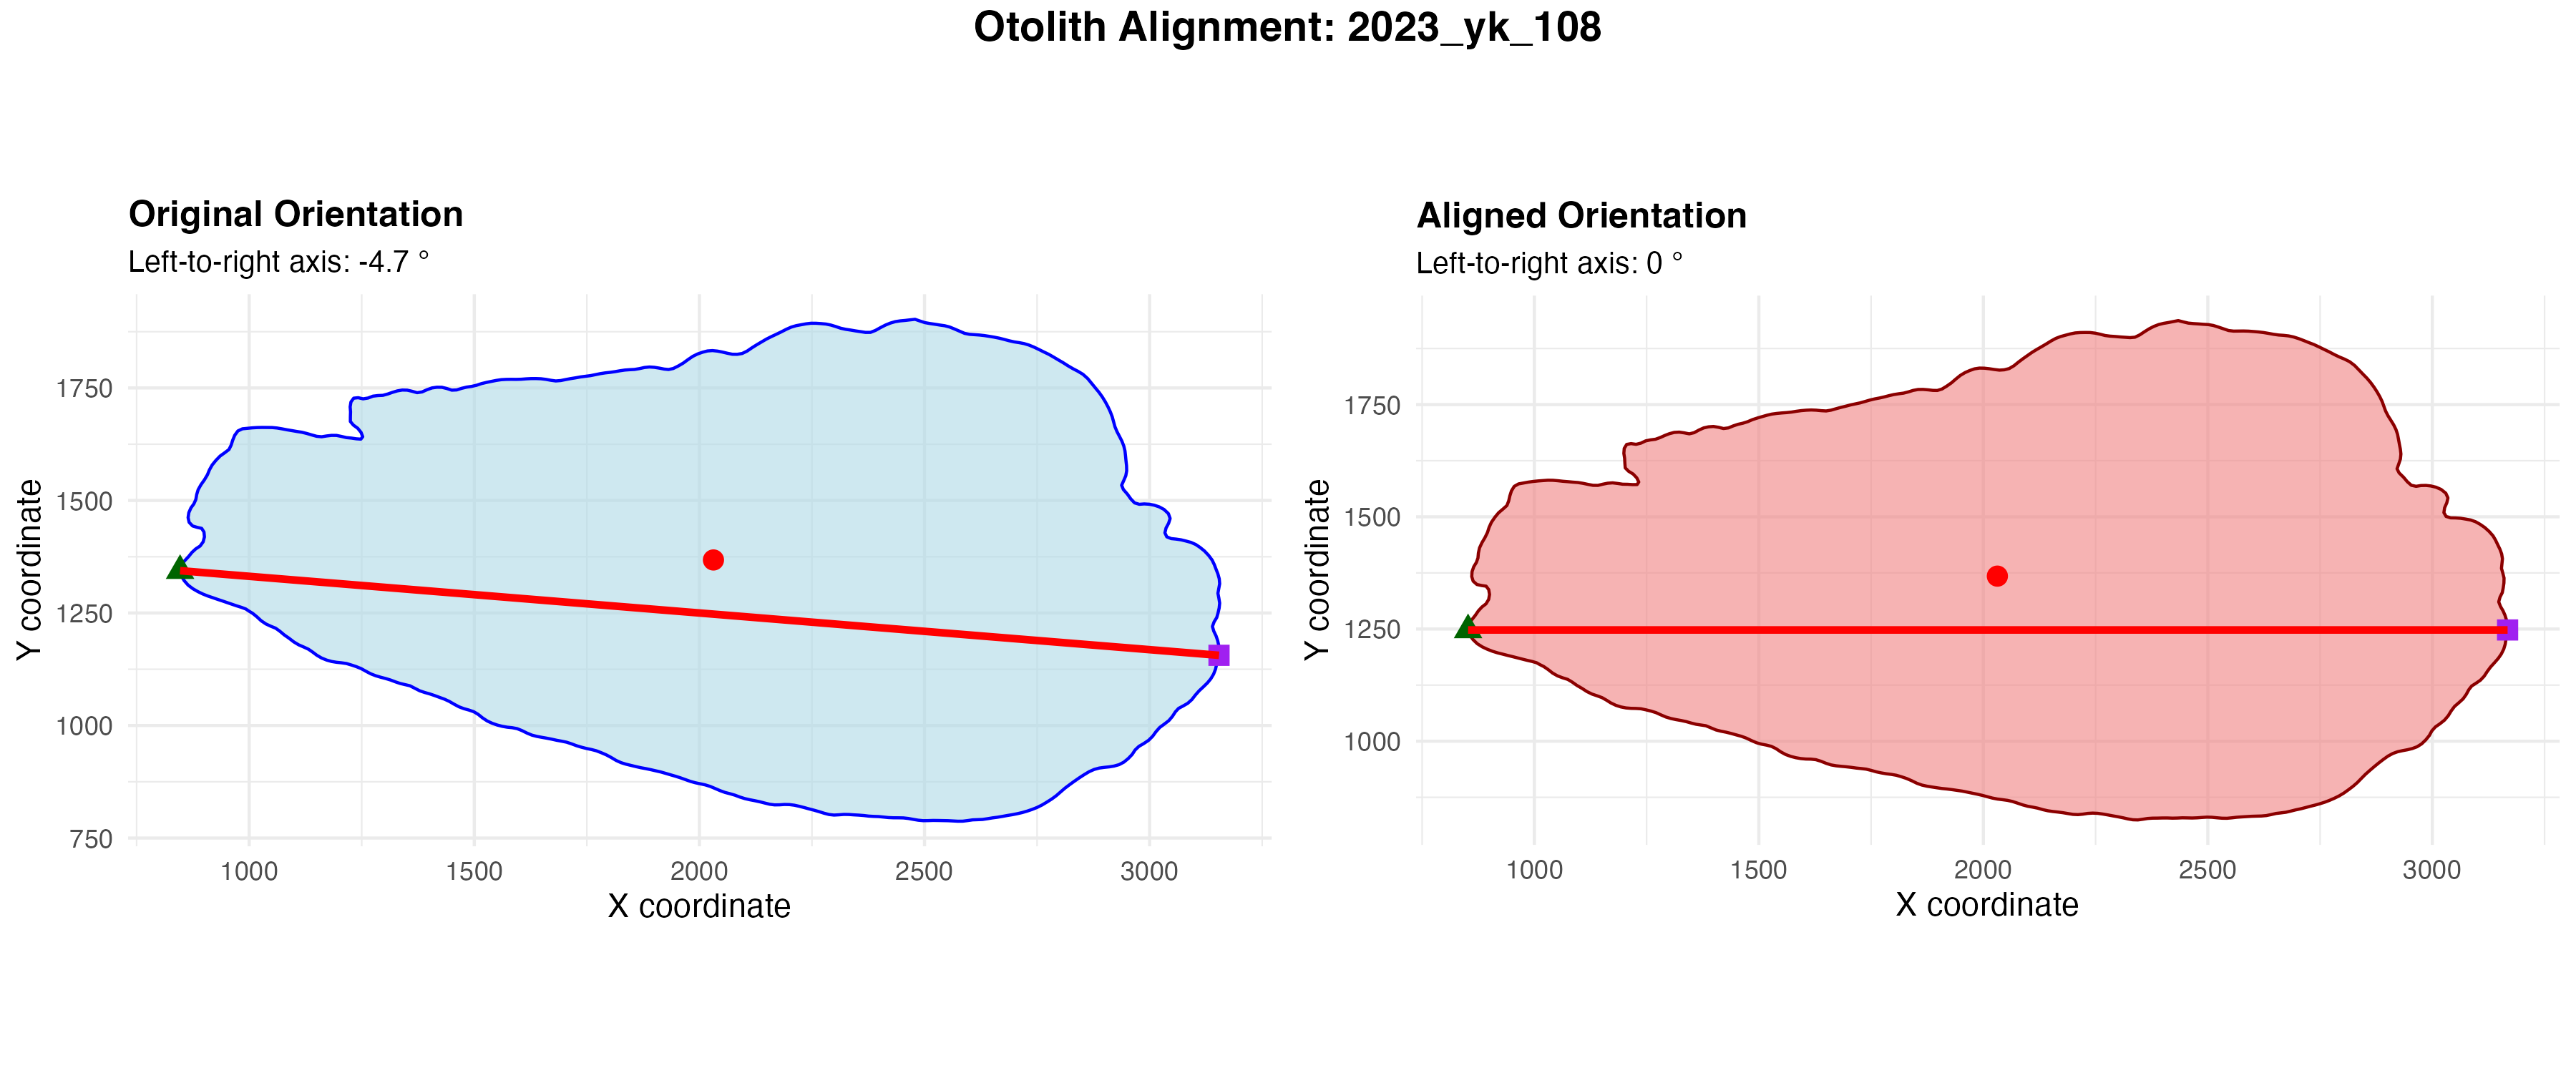 Otolith Alignment: 2023_yk_108
Original Orientation
Left-to-right axis: -4.7 °
Y coordinate
1750
1500
1250
1000
750
1000 1500 2000 2500 3000
X coordinate
Aligned Orientation
Left-to-right axis: 0 °
Y coordinate
1750
1500
1250
1000
1000 1500 2000 2500 3000
X coordinate